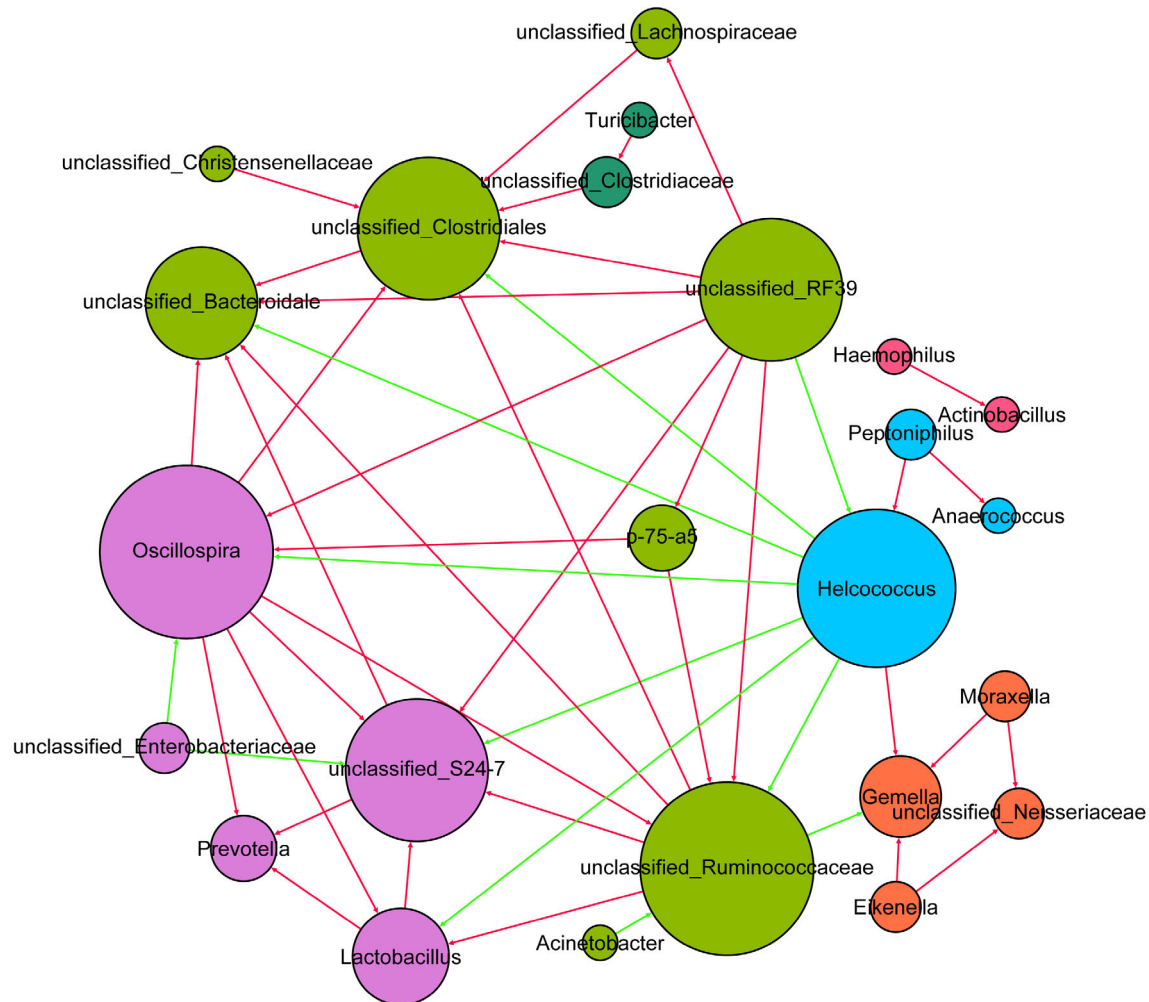 unclassified_Lachnospiraceae
Turicibacter
unclassified_Christensenellaceae
unclassified_Clostridiaceae
unclassified_Clostridiales
unclassified_RF39
unclassified_Bacteroidale
Haemophilus
Actinobacillus
Peptoniphilus
Anaerococcus
p-75-a5
Oscillospira
Helcococcus
Moraxella
unclassified_Enterobacteriaceae
unclassified_S24-7
Gemella
unclassified_Neisseriaceae
Prevotella
unclassified_Ruminococcaceae
Eikenella
Acinetobacter
Lactobacillus